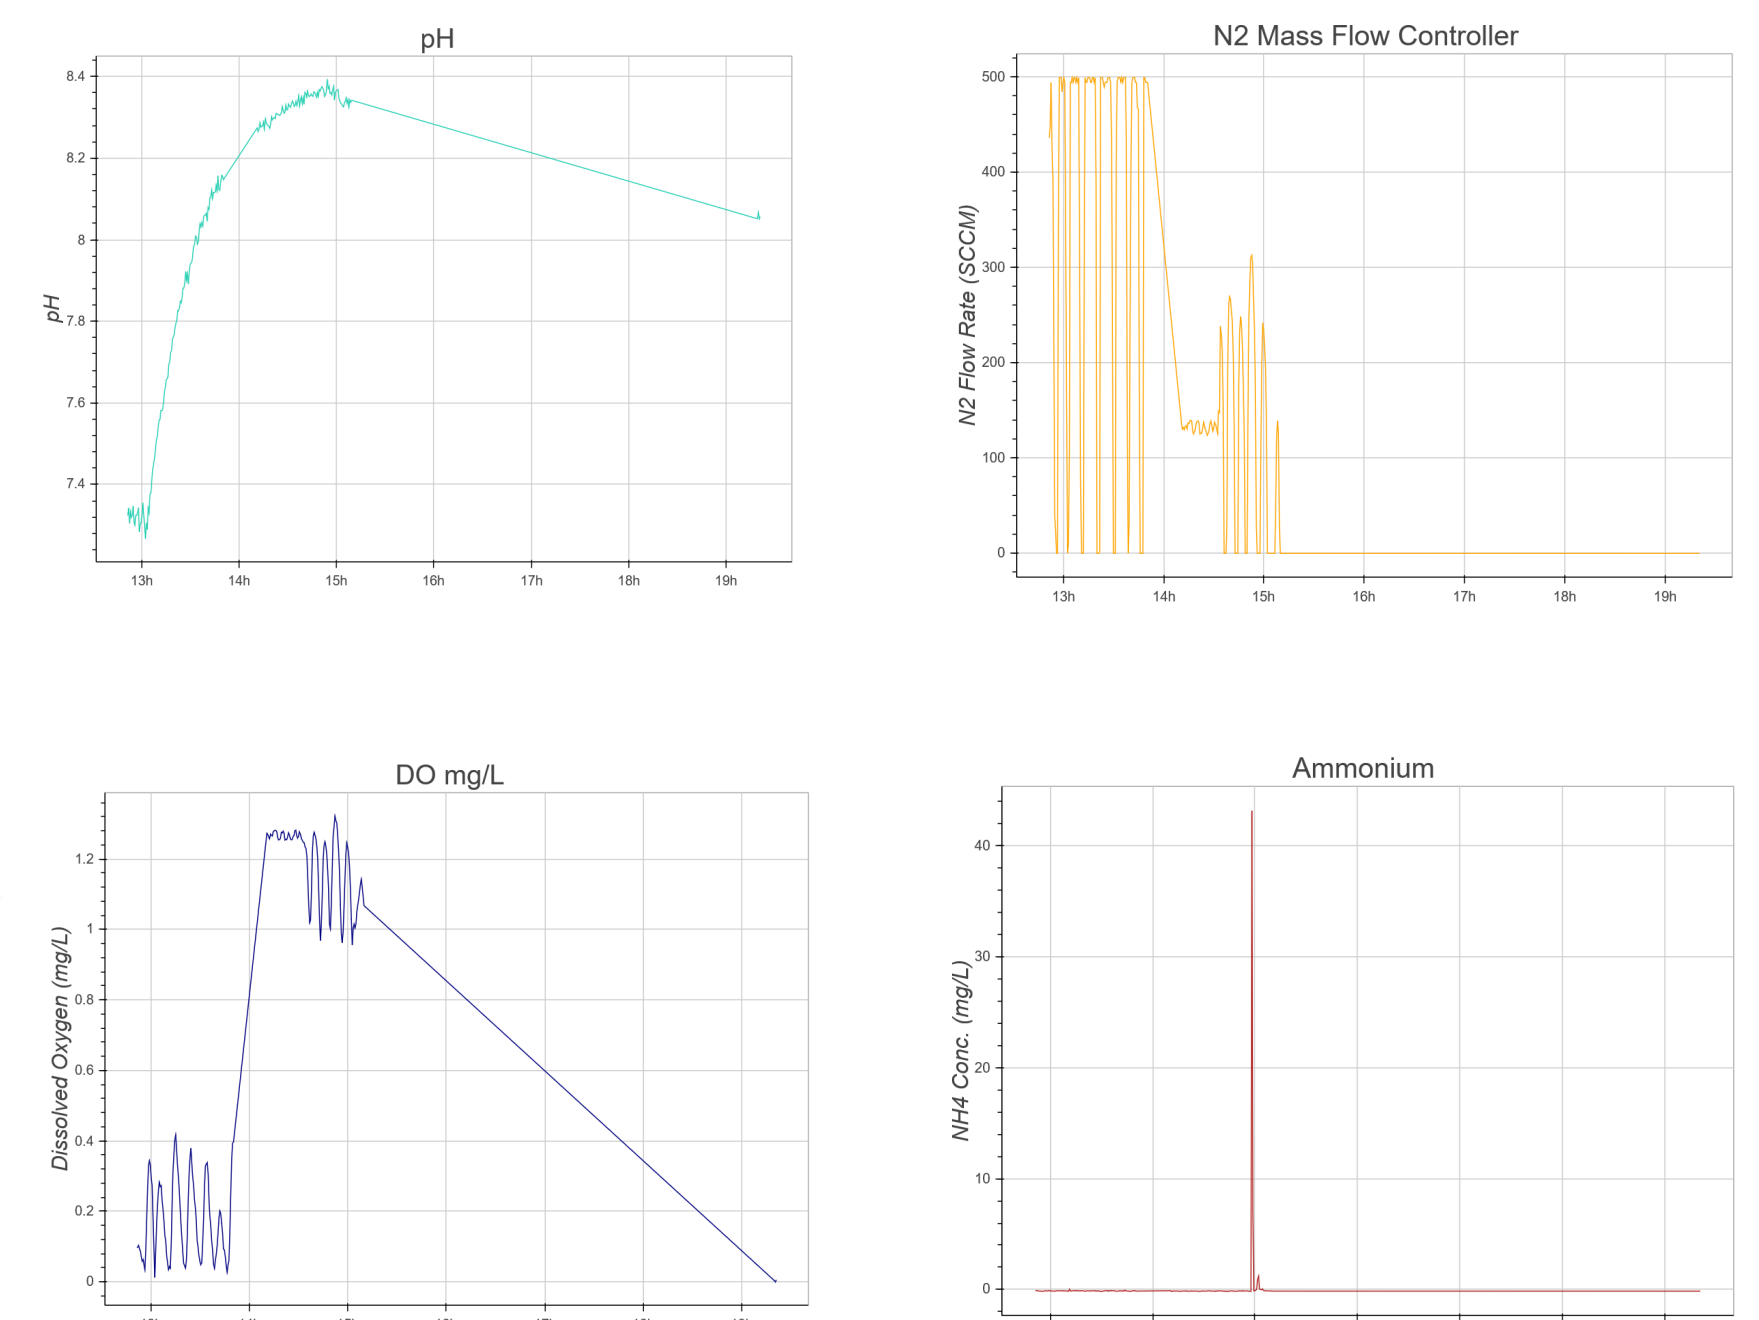 pH
8.4
8.2
8
7.8
7.6
7.4
pH
13h
14h
15h
16h
17h
18h
19h
N2 Mass Flow Controller
500
400
300
200
100
0
N2 Flow Rate (SCCM)
13h
14h
15h
16h
17h
18h
19h
DO mg/L
1.2
1
0.8
0.6
0.4
0.2
0
Dissolved Oxygen (mg/L)
Ammonium
40
30
20
10
0
NH4 Conc. (mg/L)